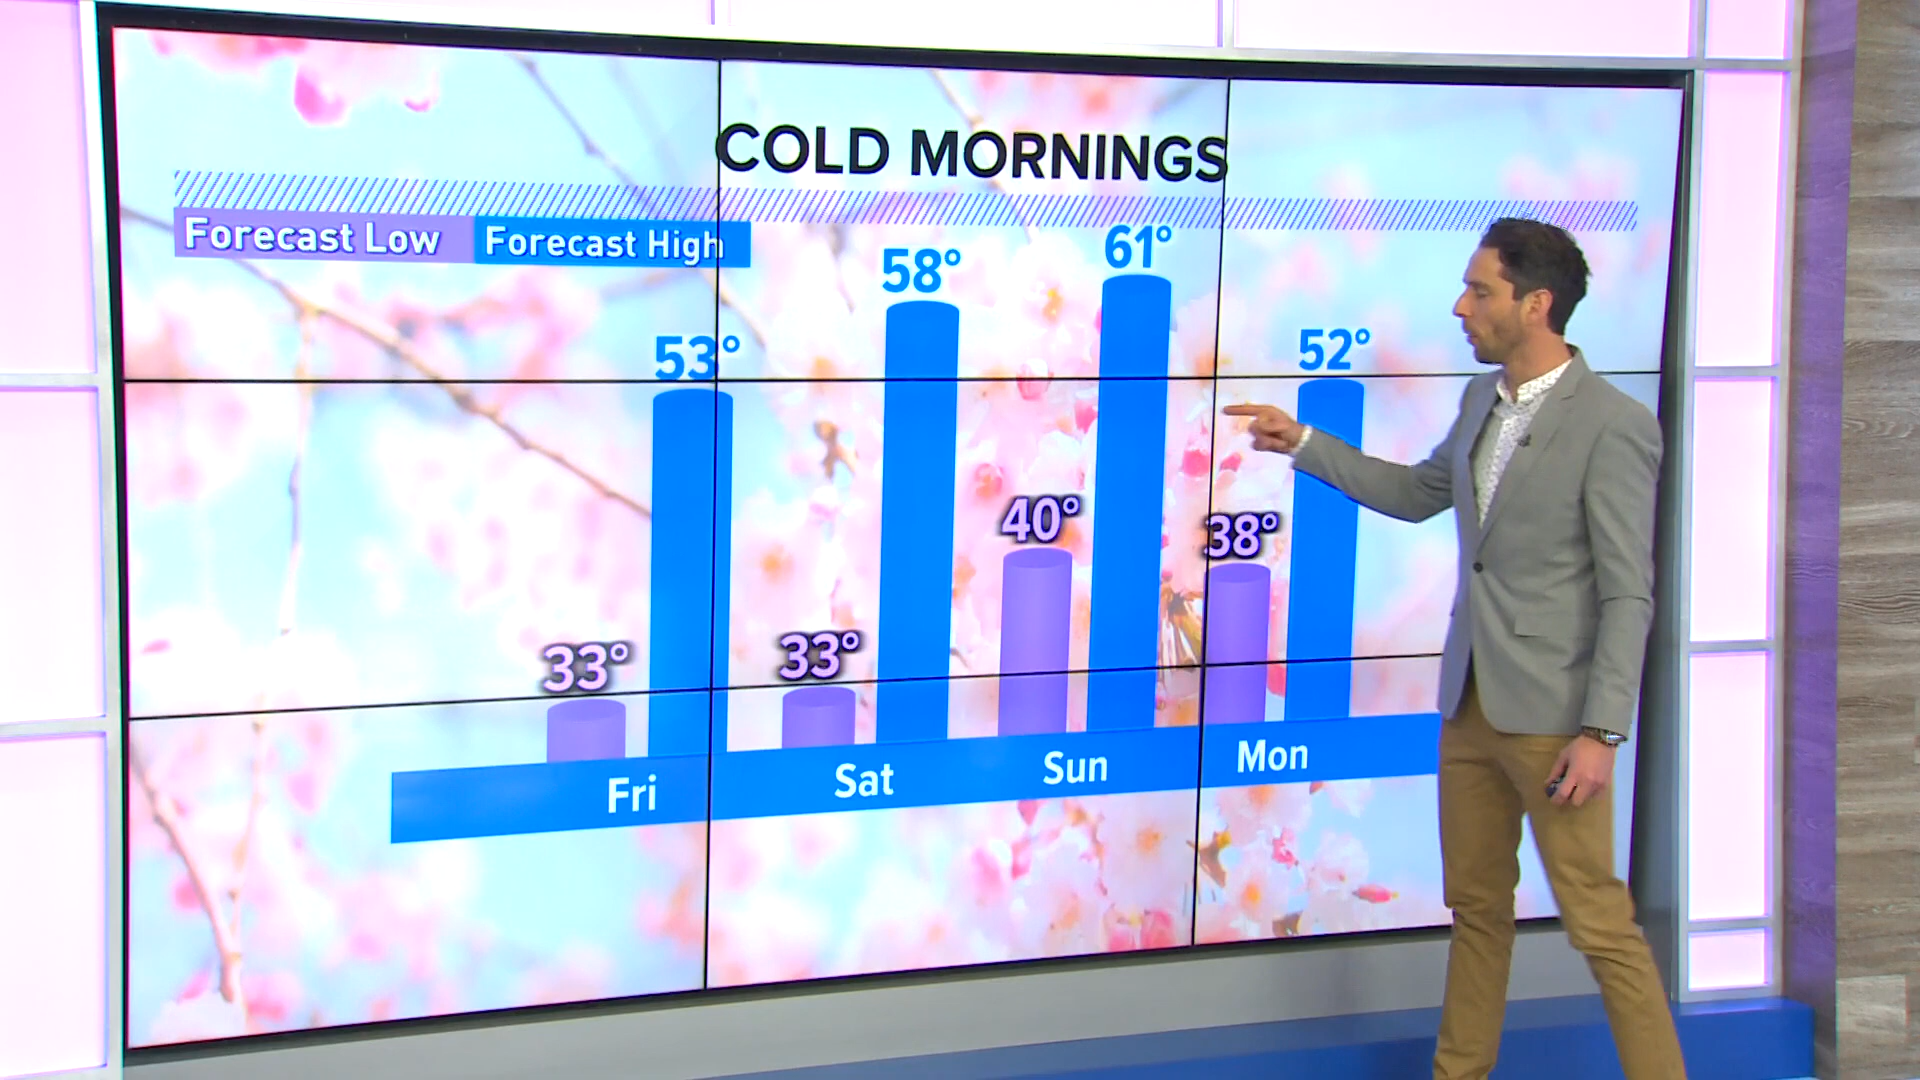 COLD MORNINGS
Forecast Low Forecast High
53° 58° 61° 52°
33° 33° 40° 38°
Fri Sat Sun Mon